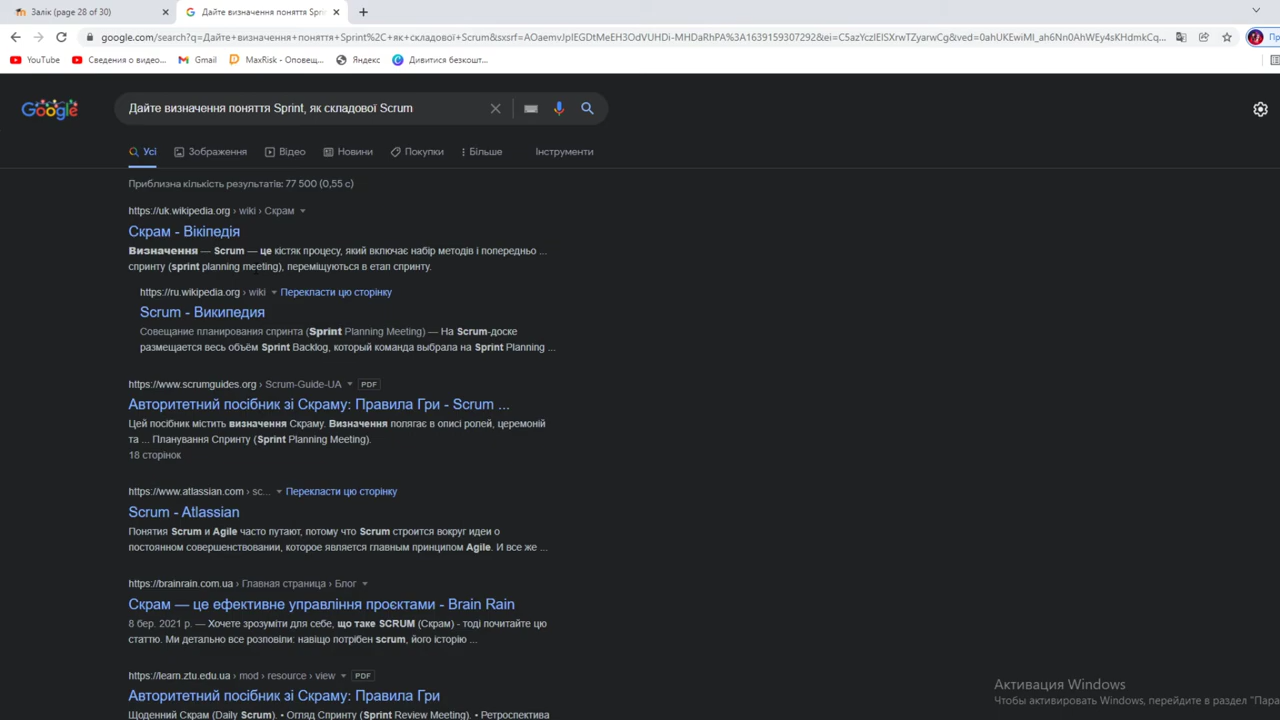 Залік (page 28 of 30)
Дайте визначення поняття Sprin
google.com/search?q=Дайте+визначення+поняття+Sprint%2C+як+складової+Scrum&sxsrf=
YouTube
Сведения о видео...
Gmail
MaxRisk - Оповещ...
Яндекс
Дивитися безкошт...
Google
Дайте визначення поняття Sprint, як складової Scrum
Усі
Зображення
Відео
Новини
Покупки
Більше
Інструменти
Приблизна кількість результатів: 77 500 (0,55 с)
https://uk.wikipedia.org › wiki › Скрам
Скрам - Вікіпедія
Визначення — Scrum — це кістяк процесу, який включає набір методів і попередньо ...
спринту (sprint planning meeting), переміщуються в етап спринту.
https://ru.wikipedia.org › wiki Перекласти цю сторінку
Scrum - Википедия
Совещание планирования спринта (Sprint Planning Meeting) — На Scrum-доске
размещается весь объём Sprint Backlog, который команда выбрала на Sprint Planning ...
https://www.scrumguides.org › Scrum-Guide-UA PDF
Авторитетний посібник зі Скраму: Правила Гри - Scrum ...
Цей посібник містить визначення Скраму. Визначення полягає в описі ролей, церемоній
та ... Планування Спринту (Sprint Planning Meeting).
18 сторінок
https://www.atlassian.com › sc... Перекласти цю сторінку
Scrum - Atlassian
Понятия Scrum и Agile часто путают, потому что Scrum строится вокруг идеи о
постоянном совершенствовании, которое является главным принципом Agile. И все же ...
https://brainrain.com.ua › Главная страница › Блог
Скрам — це ефективне управління проєктами - Brain Rain
8 бер. 2021 р. — Хочете зрозуміти для себе, що таке SCRUM (Скрам) - тоді почитайте цю
статтю. Ми детально все розповіли: навіщо потрібен scrum, його історію ...
https://learn.ztu.edu.ua › mod › resource › view PDF
Авторитетний посібник зі Скраму: Правила Гри
Щоденний Скрам (Daily Scrum). • Огляд Спринту (Sprint Review Meeting). • Ретроспектива
Активация Windows
Чтобы активировать Windows, перейдите в раздел "Пара